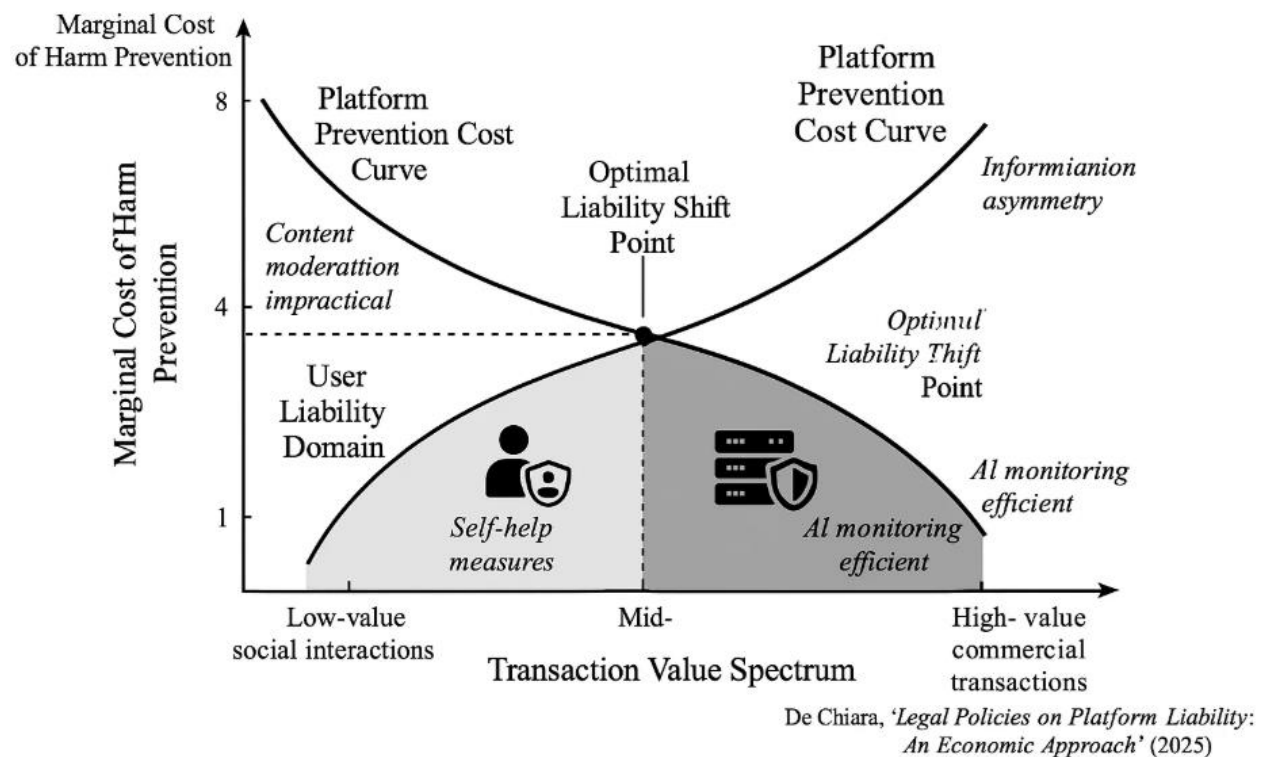 Marginal Cost
of Harm Prevention
8
4
1
Marginal Cost of Harm
Prevention
Platform
Prevention Cost
Curve
Content
moderattion
impractical
User
Liability
Domain
Optimal
Liability Shift
Point
Platform
Prevention
Cost Curve
Informianion
asymmetry
Optimul
Liability Thift
Point
AI monitoring
efficient
Self-help
measures
AI monitoring
efficient
Low-value
social interactions
Mid-
High- value
commercial
transactions
Transaction Value Spectrum
De Chiara, ‘Legal Policies on Platform Liability:
An Economic Approach’ (2025)